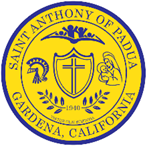 SAINT ANTHONY OF PADUA
1940
GARDENA, CALIFORNIA